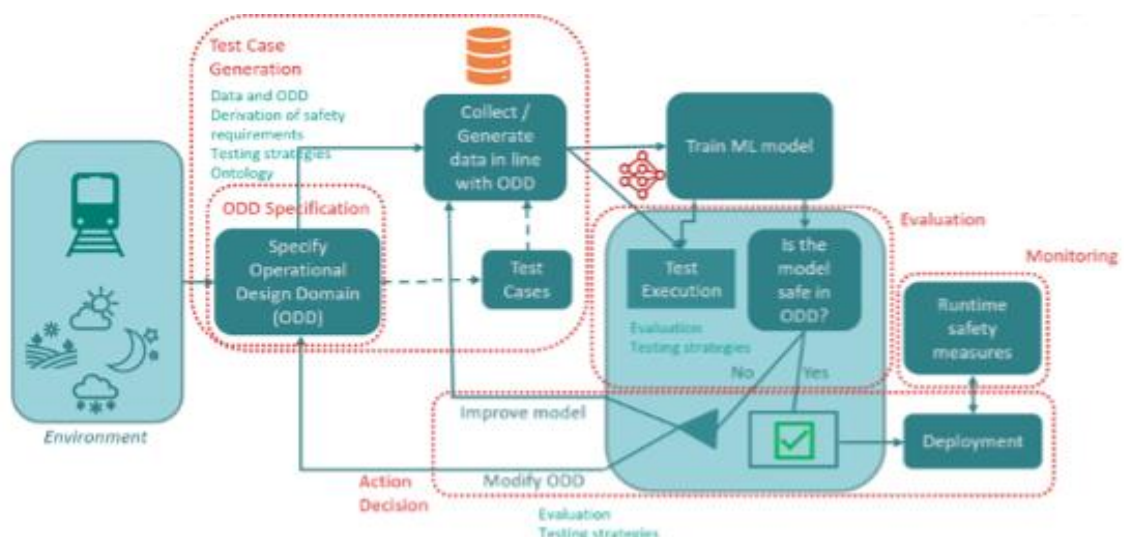 Test Case
Generation
Data and ODD
Derivation of safety
requirements
Testing strategies
Ontology
Collect /
Generate
data in line
with ODD
Train ML model
ODD Specification
Specify
Operational
Design Domain
(ODD)
Test
Cases
Test
Execution
Is the
model
safe in
ODD?
Evaluation
Monitoring
Runtime
safety
measures
Evaluation
Testing strategies
No
Yes
Environment
Improve model
Deployment
Modify ODD
Action
Decision
Evaluation
Testing strategies